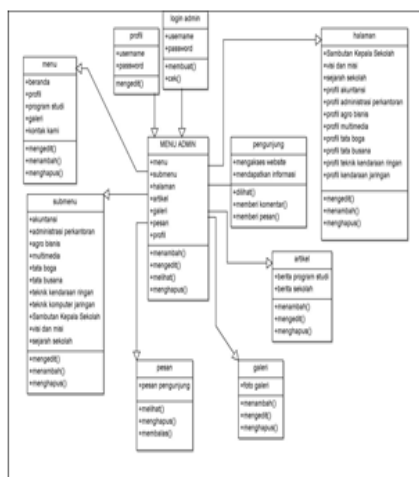 profil
+username
+password
mengedit()
login admin
+username
+password
+membuat()
+cek()
menu
+beranda
+profil
+program studi
+galeri
+kontak kami
+mengedit()
+menambah()
+menghapus()
halaman
+Sambutan Kepala Sekolah
+visi dan misi
+sejarah sekolah
+profil akuntansi
+profil administrasi perkantoran
+profil agro bisnis
+profil multimedia
+profil tata boga
+profil tata busana
+profil teknik kendaraan ringan
+profil kendaraan jaringan
+mengedit()
+menambah()
+menghapus()
MENU ADMIN
+menu
+submenu
+halaman
+artikel
+galeri
+pesan
+profil
+menambah()
+mengedit()
+melihat()
+menghapus()
pengunjung
+mengakses website
+mendapatkan informasi
+dilihat()
+memberi komentar()
+memberi pesan()
submenu
+akuntansi
+administrasi perkantoran
+agro bisnis
+multimedia
+tata boga
+tata busana
+teknik kendaraan ringan
+teknik komputer jaringan
+Sambutan Kepala Sekolah
+visi dan misi
+sejarah sekolah
+mengedit()
+menambah()
+menghapus()
artikel
+berita program studi
+berita sekolah
+menambah()
+mengedit()
+menghapus()
pesan
+pesan pengunjung
+melihat()
+menghapus()
+membalas()
galeri
+foto galeri
+menambah()
+mengedit()
+menghapus()